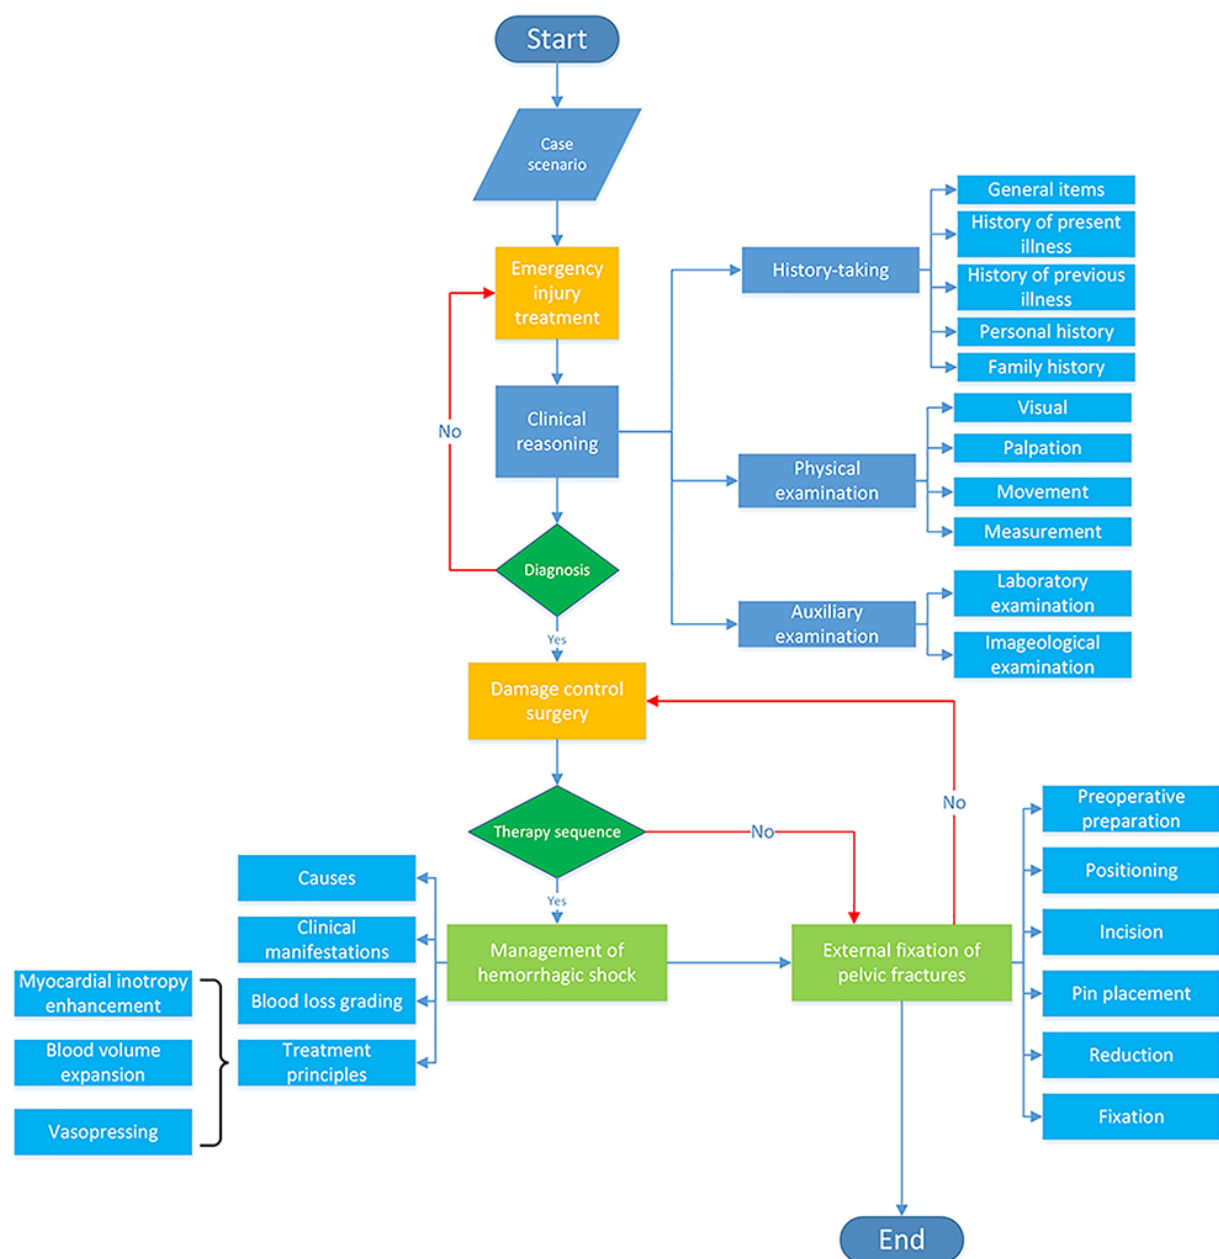 Start
Case
scenario
Emergency
injury
treatment
Clinical
reasoning
No
Diagnosis
Yes
History-taking
General items
History of present
illness
History of previous
illness
Personal history
Family history
Physical
examination
Visual
Palpation
Movement
Measurement
Auxiliary
examination
Laboratory
examination
Imageological
examination
Damage control
surgery
Therapy sequence
No
Yes
No
Management of
hemorrhagic shock
Causes
Clinical
manifestations
Blood loss grading
Treatment
principles
Myocardial inotropy
enhancement
Blood volume
expansion
Vasopressing
External fixation of
pelvic fractures
Preoperative
preparation
Positioning
Incision
Pin placement
Reduction
Fixation
End